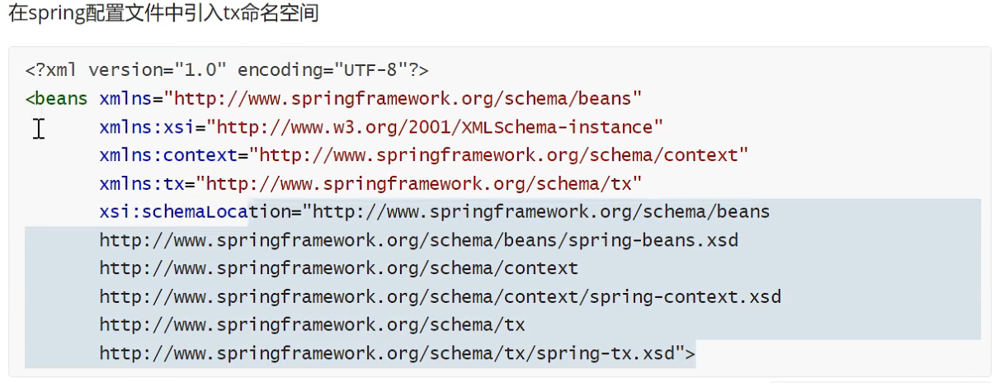 在spring配置文件中引入tx命名空间
<?xml version="1.0" encoding="UTF-8"?>
<beans xmlns="http://www.springframework.org/schema/beans"
xmlns:xsi="http://www.w3.org/2001/XMLSchema-instance"
xmlns:context="http://www.springframework.org/schema/context"
xmlns:tx="http://www.springframework.org/schema/tx"
xsi:schemaLocation="http://www.springframework.org/schema/beans
http://www.springframework.org/schema/beans/spring-beans.xsd
http://www.springframework.org/schema/context
http://www.springframework.org/schema/context/spring-context.xsd
http://www.springframework.org/schema/tx
http://www.springframework.org/schema/tx/spring-tx.xsd">